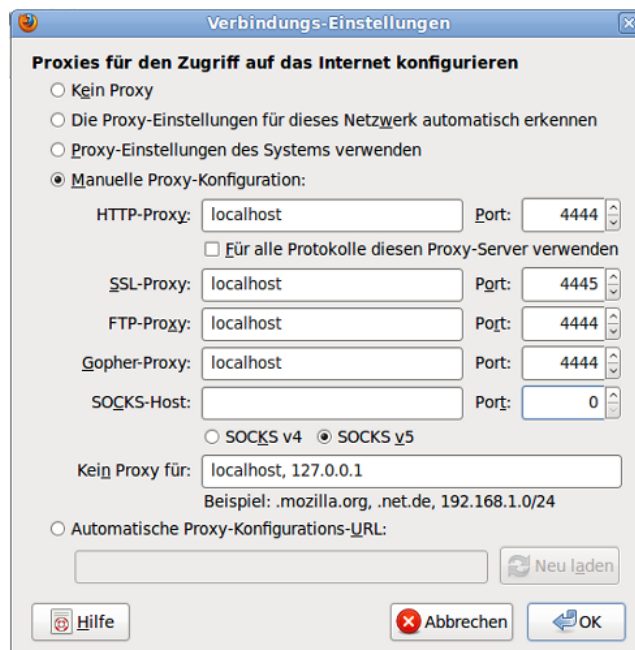 Verbindungs-Einstellungen
Proxies für den Zugriff auf das Internet konfigurieren
Kein Proxy
Die Proxy-Einstellungen für dieses Netzwerk automatisch erkennen
Proxy-Einstellungen des Systems verwenden
Manuelle Proxy-Konfiguration:
HTTP-Proxy: localhost Port: 4444
Für alle Protokolle diesen Proxy-Server verwenden
SSL-Proxy: localhost Port: 4445
FTP-Proxy: localhost Port: 4444
Gopher-Proxy: localhost Port: 4444
SOCKS-Host: Port: 0
SOCKS v4 SOCKS v5
Kein Proxy für: localhost, 127.0.0.1
Beispiel: .mozilla.org, .net.de, 192.168.1.0/24
Automatische Proxy-Konfigurations-URL:
Neu laden
Hilfe Abbrechen OK